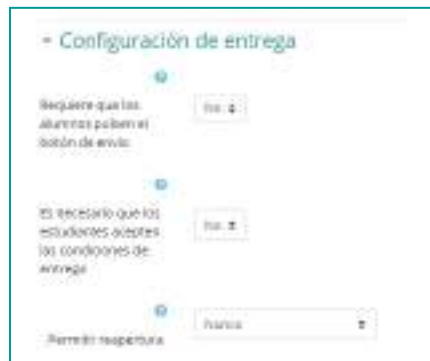 Configuración de entrega
Requiere que los
alumnos pulsen el
botón de envío
No
Es necesario que los
estudiantes acepten
las condiciones de
entrega
No
Nunca
Permitir reapertura